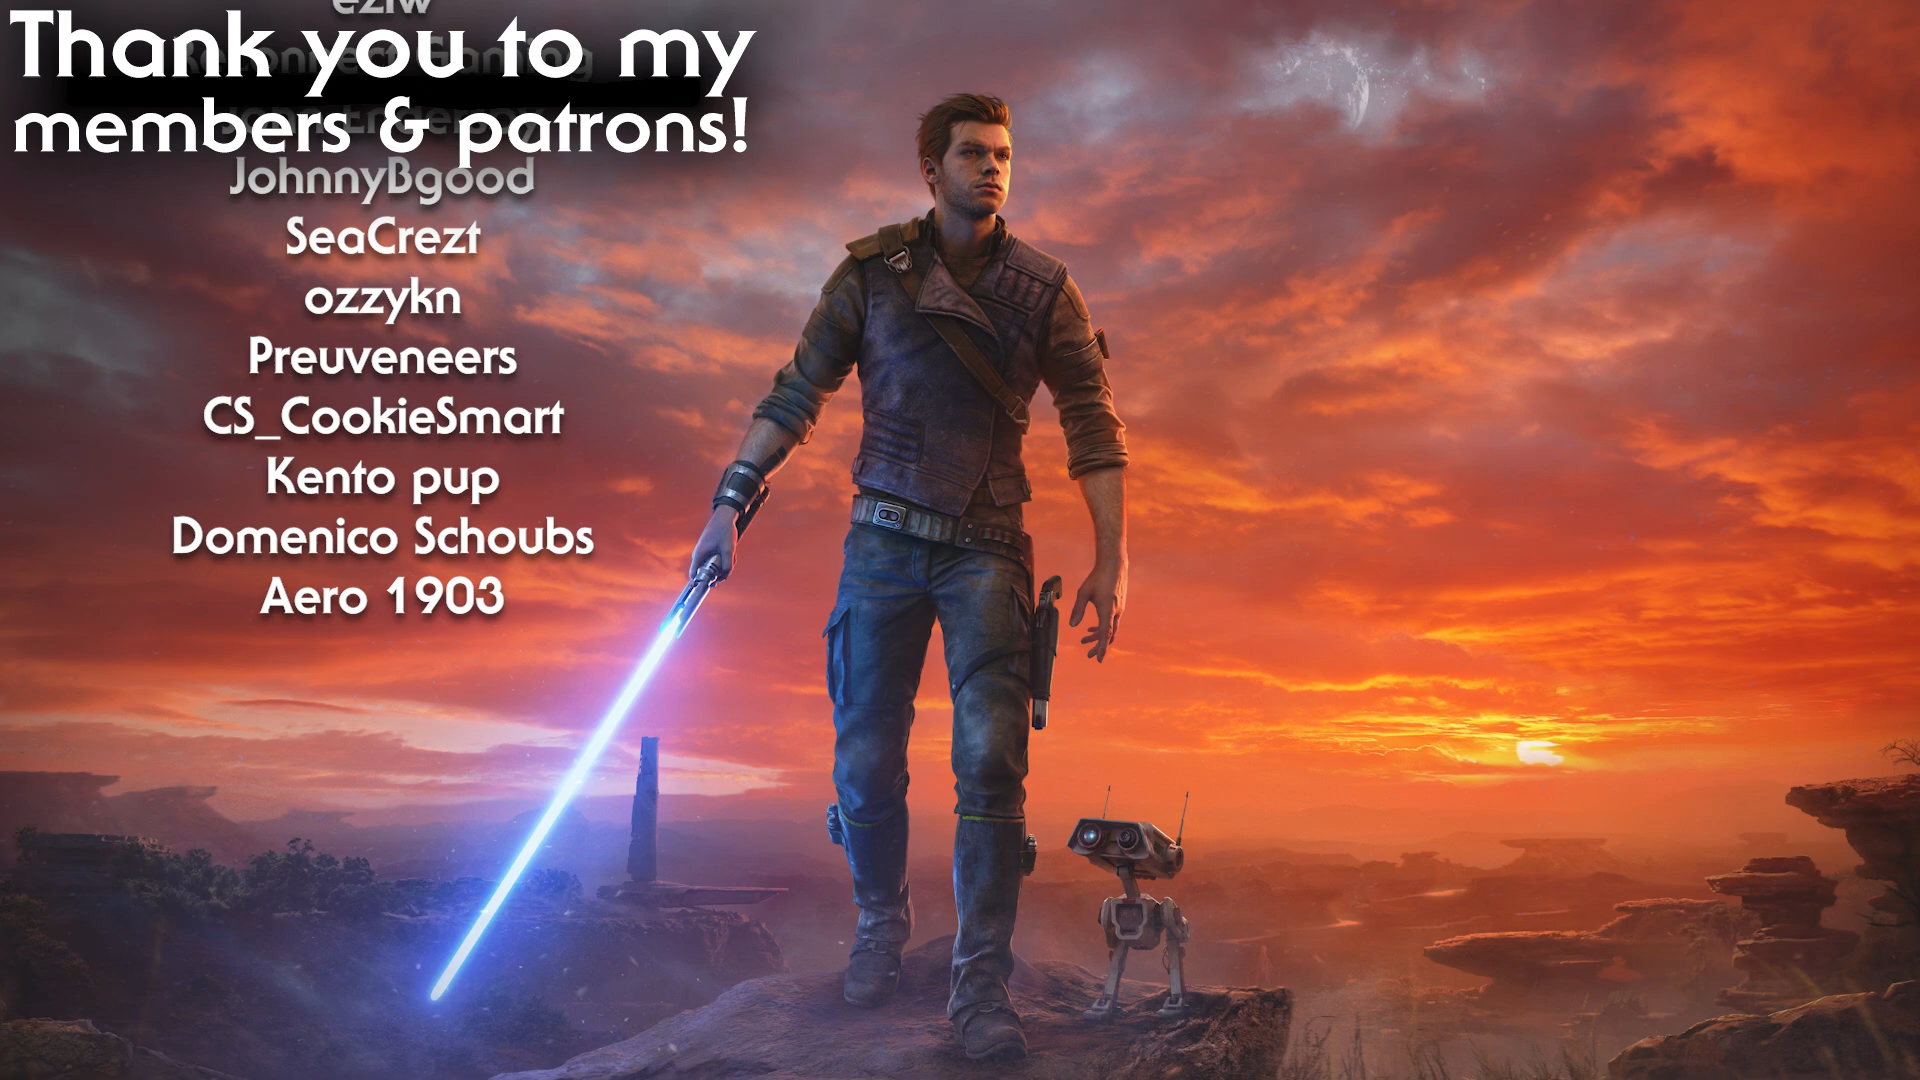 Thank you to my
members & patrons!
JohnnyBgood
SeaCrezt
ozzykn
Preuveneers
CS_CookieSmart
Kento pup
Domenico Schoubs
Aero 1903